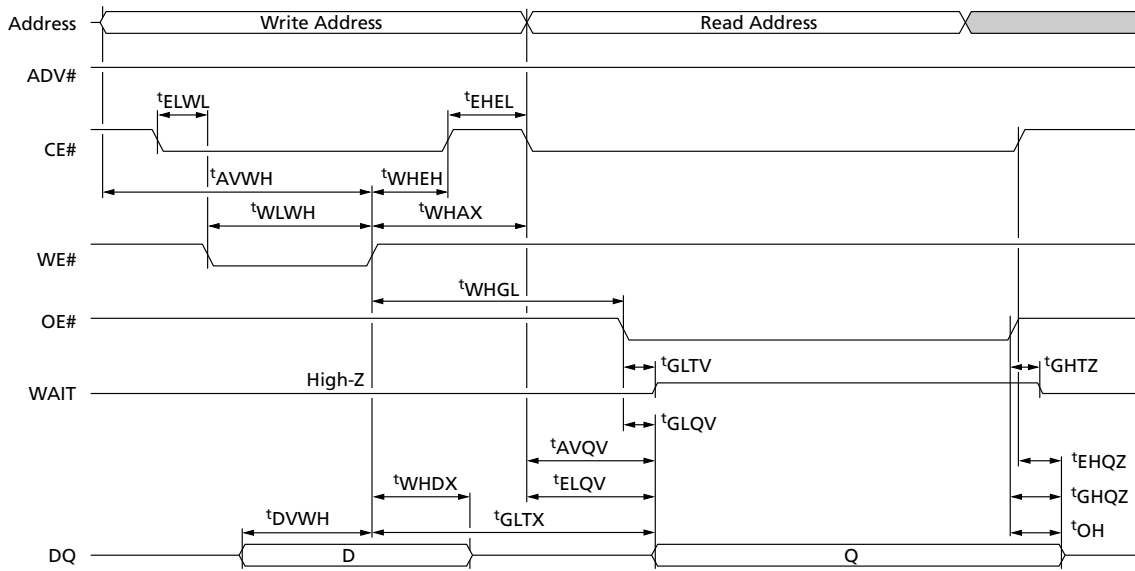 Address Write Address Read Address
ADV#
tELWL tEHEL
CE#
tAVWH tWHEH
tWLWH tWHAX
WE#
tWHGL
OE#
tGLTV tGHTZ
High-Z
WAIT
tGLQV
tAVQV tEHQZ
tWHDX tELQV tGHQZ
tDVWH tGLTX tOH
DQ D Q